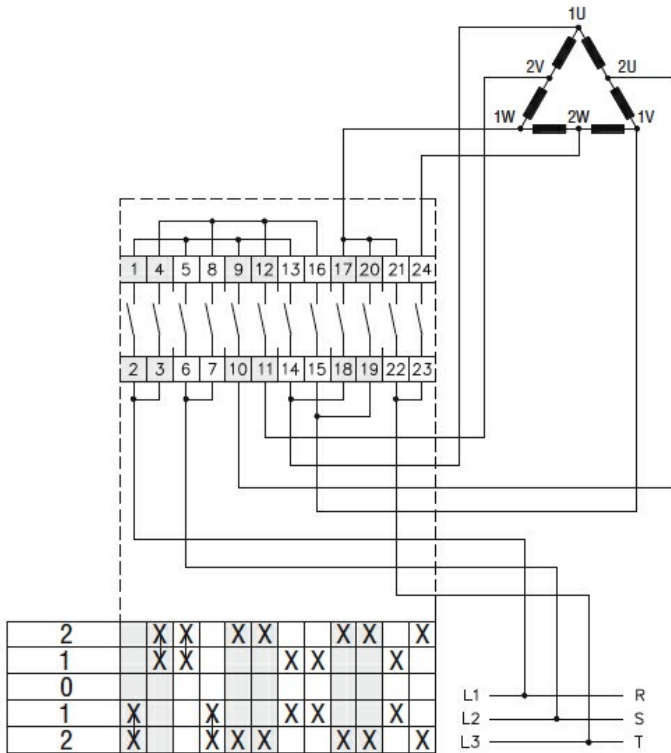 1U
2V 2U
1W 2W 1V
1 4 5 8 9 12 13 16 17 20 21 24
2 3 6 7 10 11 14 15 18 19 22 23
2 X X X X X X X
1 X X X X X
0
1 X X X X X
2 X X X X X X X
L1 R
L2 S
L3 T